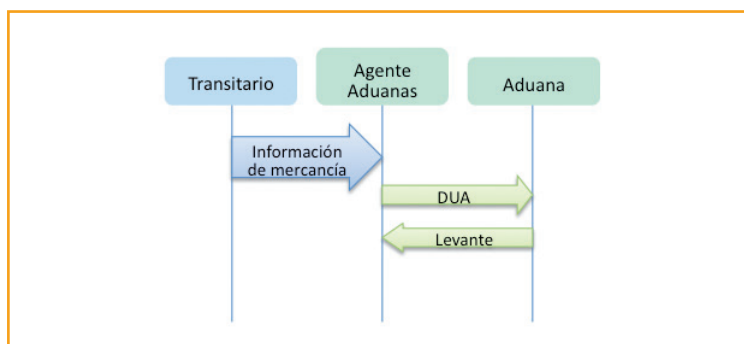 Transitario
Agente
Aduanas
Aduana
Información
de mercancía
DUA
Levante